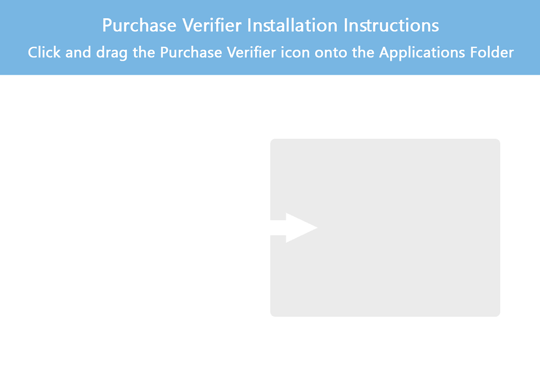 Purchase Verifier Installation Instructions
Click and drag the Purchase Verifier icon onto the Applications Folder